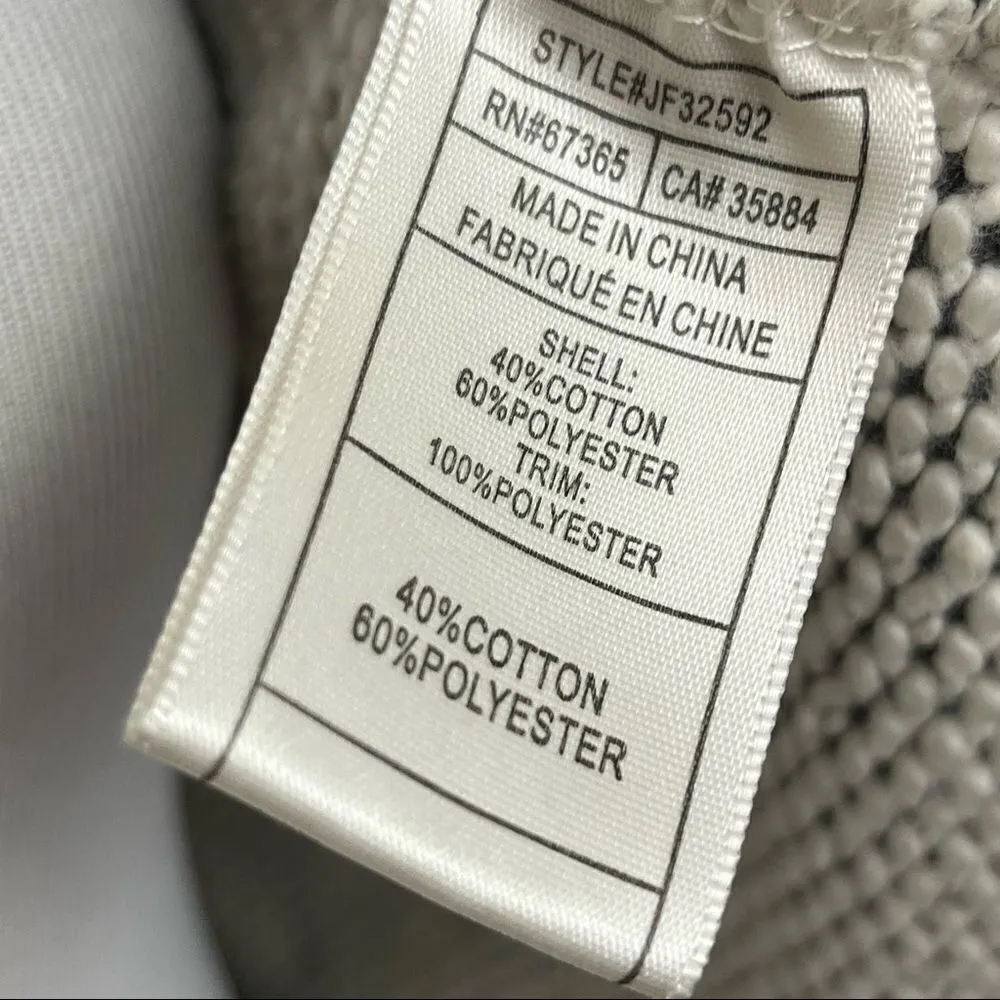 STYLE#JF32592
RN#67365 CA# 35884
MADE IN CHINA
FABRIQUÉ EN CHINE
SHELL:
40%COTTON
60%POLYESTER
TRIM:
100%POLYESTER
40%COTTON
60%POLYESTER